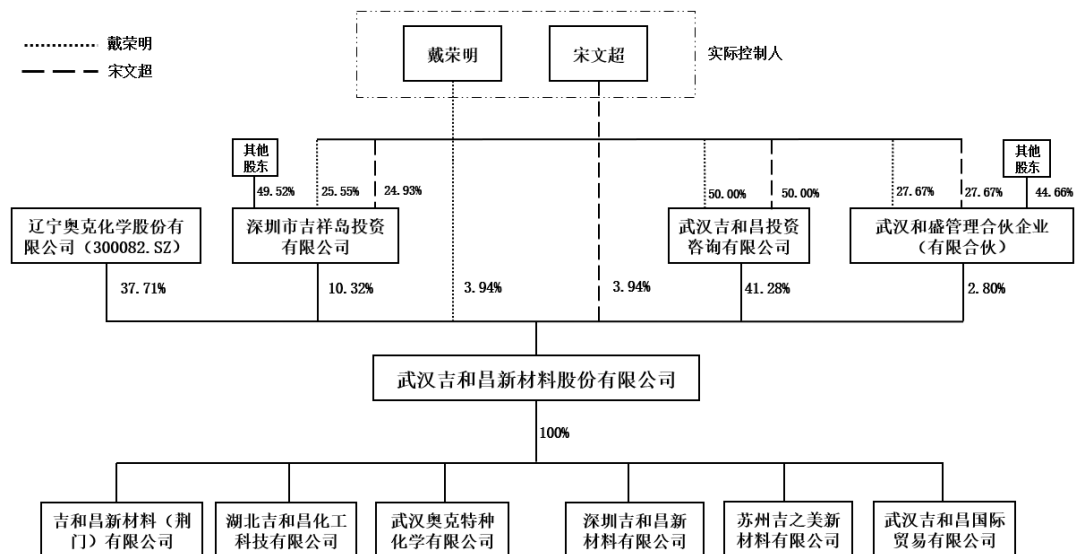 戴荣明
宋文超
戴荣明
宋文超
实际控制人
其他
股东
49.52%
25.55%
24.93%
50.00%
50.00%
27.67%
27.67%
其他
股东
44.66%
辽宁奥克化学股份有
限公司（300082.SZ）
深圳市吉祥岛投资
有限公司
武汉吉和昌投资
咨询有限公司
武汉和盛管理合伙企业
（有限合伙）
37.71%
10.32%
3.94%
3.94%
41.28%
2.80%
武汉吉和昌新材料股份有限公司
100%
吉和昌新材料（荆
门）有限公司
湖北吉和昌化工
科技有限公司
武汉奥克特种
化学有限公司
深圳吉和昌新
材料有限公司
苏州吉之美新
材料有限公司
武汉吉和昌国际
贸易有限公司